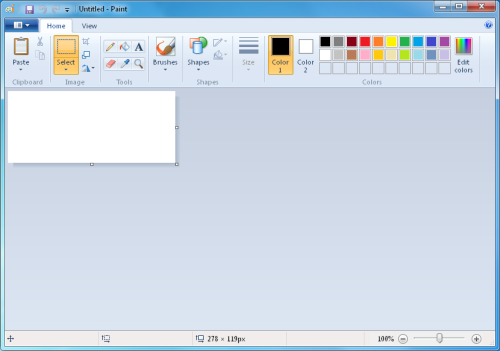 Untitled - Paint
Home View
Paste
Select
Brushes
Shapes
Size
Color 1
Color 2
Edit colors
Clipboard Image Tools Shapes Colors
A
278 × 119px 100%